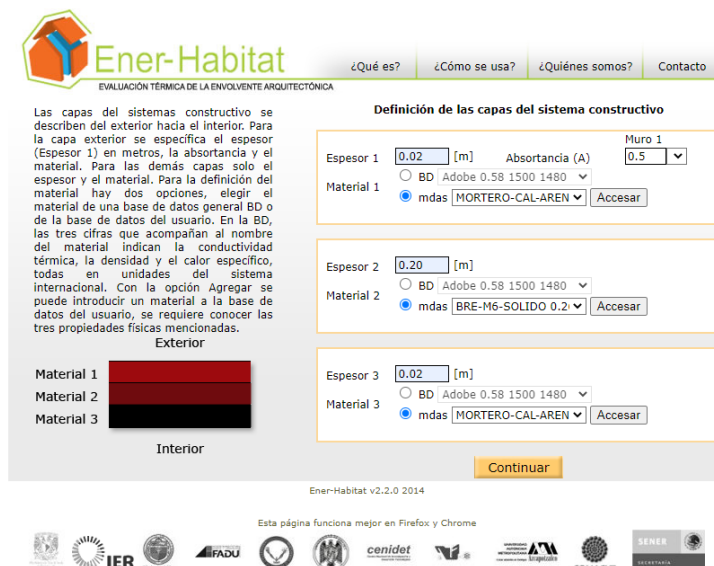 Ener-Habitat
EVALUACIÓN TÉRMICA DE LA ENVOLVENTE ARQUITECTÓNICA
¿Qué es?
¿Cómo se usa?
¿Quiénes somos?
Contacto
Las capas del sistemas constructivo se
describen del exterior hacia el interior. Para
la capa exterior se específica el espesor
(Espesor 1) en metros, la absortancia y el
material. Para las demás capas solo el
espesor y el material. Para la definición del
material hay dos opciones, elegir el
material de una base de datos general BD o
de la base de datos del usuario. En la BD,
las tres cifras que acompañan al nombre
del material indican la conductividad
térmica, la densidad y el calor específico,
todas en unidades del sistema
internacional. Con la opción Agregar se
puede introducir un material a la base de
datos del usuario, se requiere conocer las
tres propiedades físicas mencionadas.
Exterior
Material 1
Material 2
Material 3
Interior
Definición de las capas del sistema constructivo
Muro 1
Espesor 1 0.02 [m] Absortancia (A) 0.5
Material 1
BD Adobe 0.58 1500 1480
mdas MORTERO-CAL-AREN Accesar
Espesor 2 0.20 [m]
Material 2
BD Adobe 0.58 1500 1480
mdas BRE-M6-SOLIDO 0.20 Accesar
Espesor 3 0.02 [m]
Material 3
BD Adobe 0.58 1500 1480
mdas MORTERO-CAL-AREN Accesar
Continuar
Ener-Habitat v2.2.0 2014
Esta página funciona mejor en Firefox y Chrome
IER
FADU
cenidet
SENER